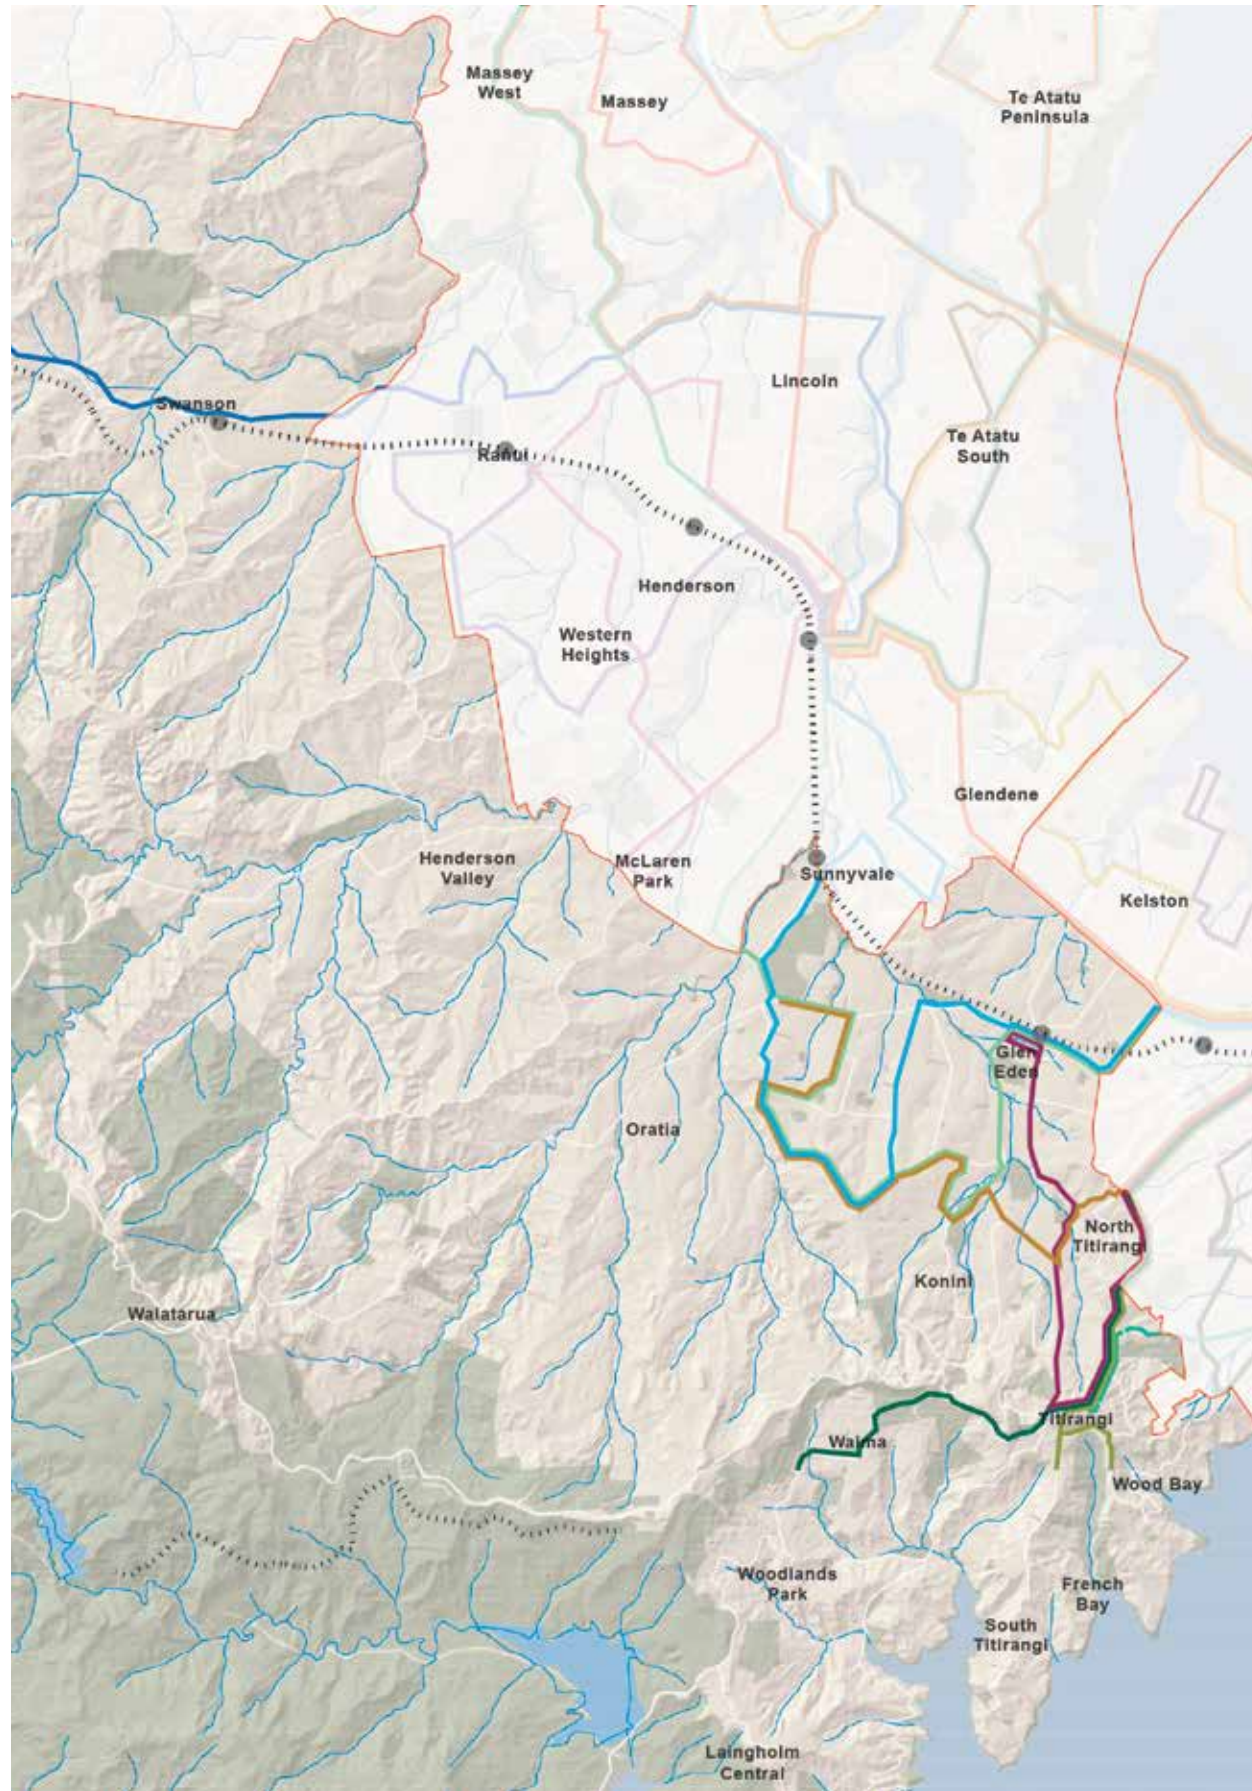 Massey
West
Massey
Te Atatu
Peninsula
Lincoln
Swanson
Te Atatu
South
Ranui
Henderson
Western
Heights
Glendene
Henderson
Valley
McLaren
Park
Sunnyvale
Kelston
Glen
Eden
Oratia
North
Titirangi
Konini
Waiatarua
Titirangi
Waima
Wood Bay
Woodlands
Park
French
Bay
South
Titirangi
Laingholm
Central